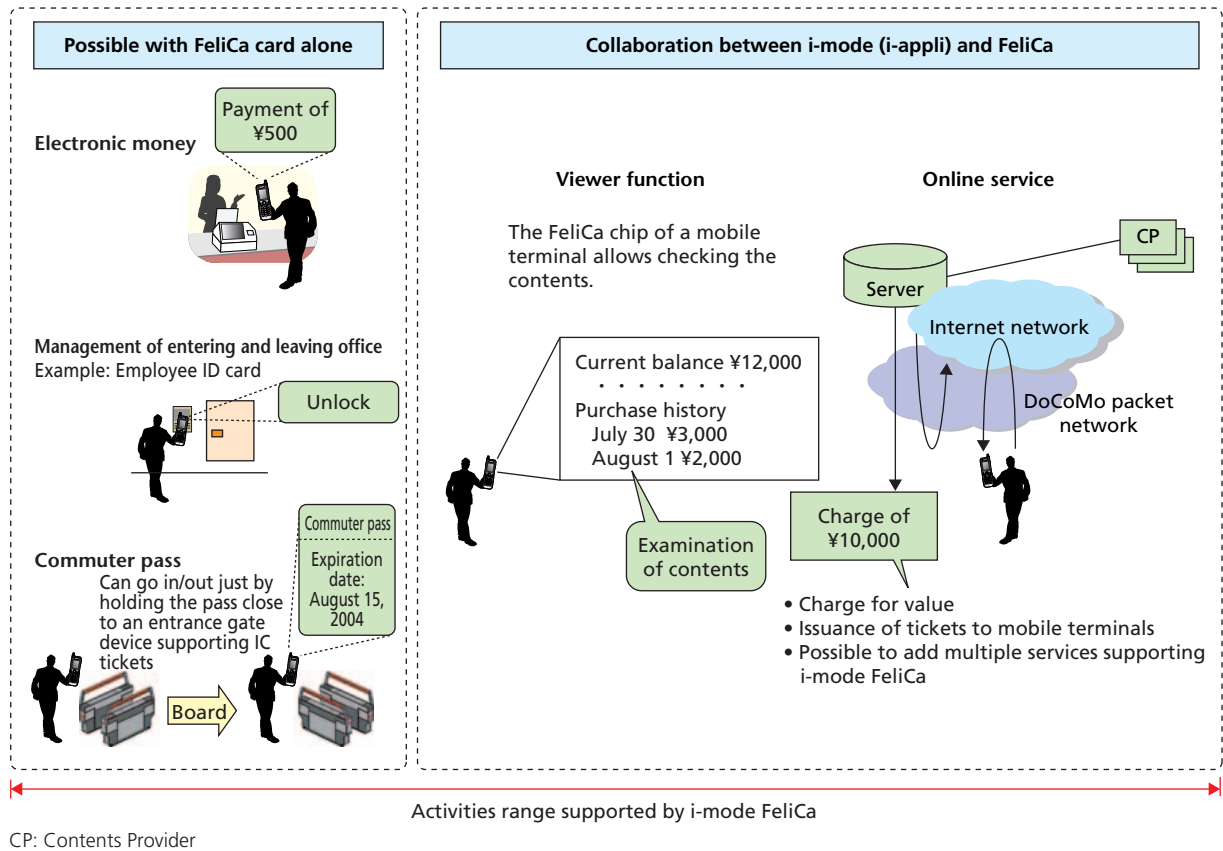 Possible with FeliCa card alone
Electronic money
Payment of
¥500
Management of entering and leaving office
Example: Employee ID card
Unlock
Commuter pass
Can go in/out just by
holding the pass close
to an entrance gate
device supporting IC
tickets
Board
Commuter pass
Expiration
date:
August 15,
2004
Collaboration between i-mode (i-appli) and FeliCa
Viewer function
The FeliCa chip of a mobile
terminal allows checking the
contents.
Current balance ¥12,000
. . . . . . . .
Purchase history
July 30 ¥3,000
August 1 ¥2,000
Examination
of contents
Online service
CP
Server
Internet network
DoCoMo packet
network
Charge of
¥10,000
• Charge for value
• Issuance of tickets to mobile terminals
• Possible to add multiple services supporting
i-mode FeliCa
Activities range supported by i-mode FeliCa
CP: Contents Provider